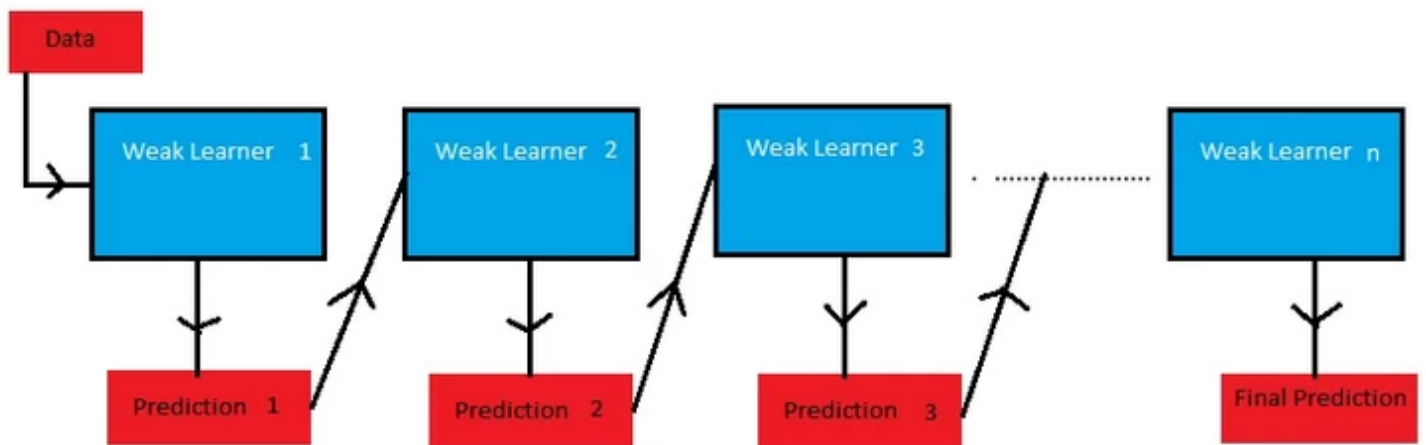 Data
Weak Learner 1
Weak Learner 2
Weak Learner 3
Weak Learner n
Prediction 1
Prediction 2
Prediction 3
Final Prediction